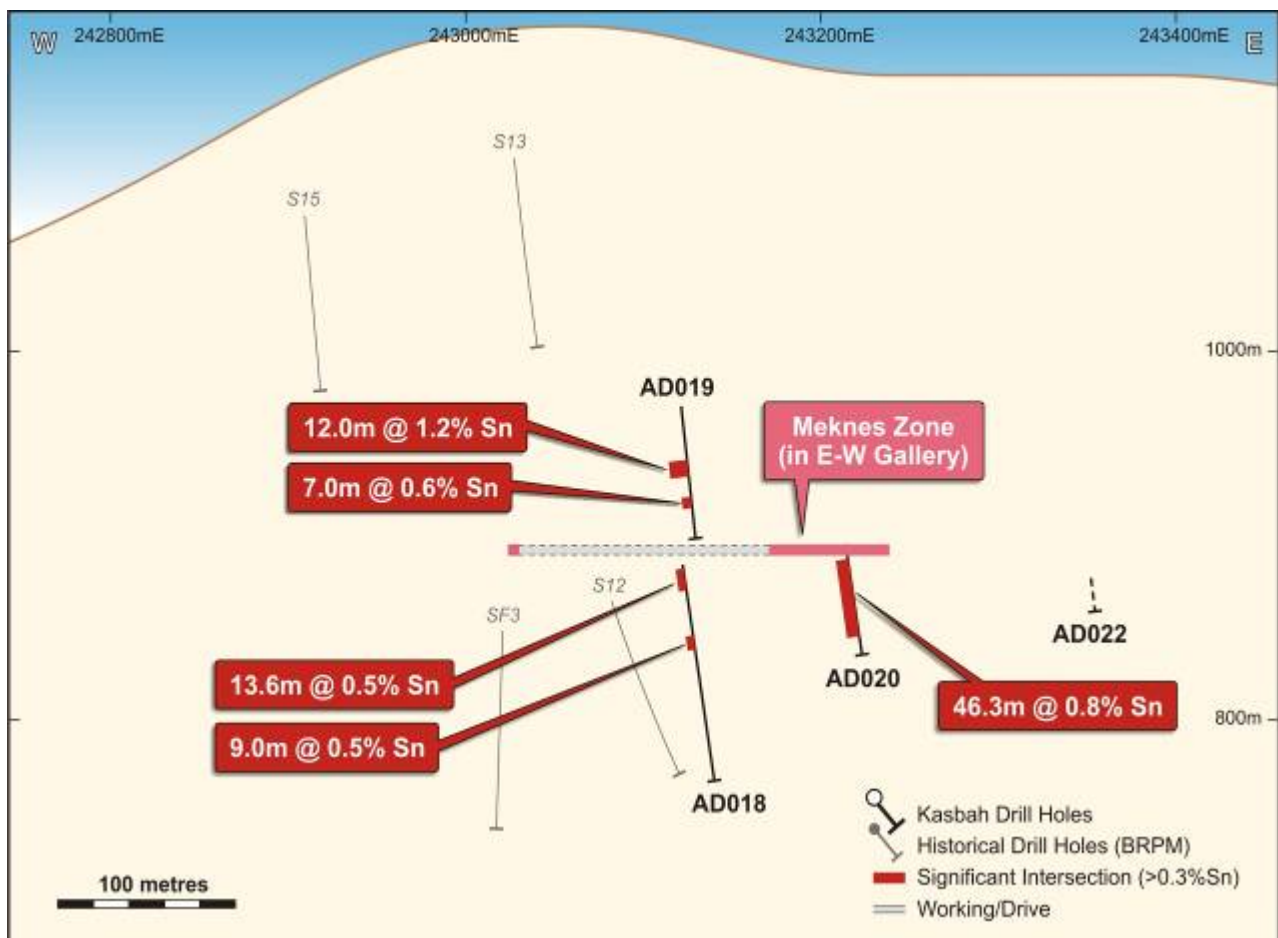 W
242800mE
243000mE
243200mE
243400mE
E
S13
S15
1000m
AD019
12.0m @ 1.2% Sn
7.0m @ 0.6% Sn
Meknes Zone
(in E-W Gallery)
S12
SF3
AD022
AD020
13.6m @ 0.5% Sn
46.3m @ 0.8% Sn
800m
9.0m @ 0.5% Sn
AD018
Kasbah Drill Holes
Historical Drill Holes (BRPM)
Significant Intersection (>0.3%Sn)
Working/Drive
100 metres